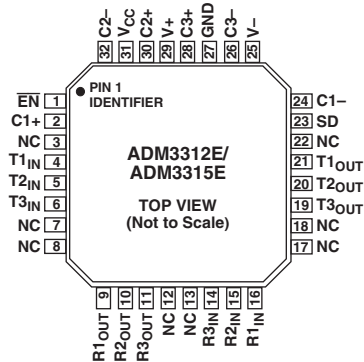 32 C2–
31 VCC
30 C2+
29 V+
28 C3+
27 GND
26 C3–
25 V–
PIN 1
IDENTIFIER
EN 1
C1+ 2
NC 3
T1IN 4
T2IN 5
T3IN 6
NC 7
NC 8
ADM3312E/
ADM3315E
TOP VIEW
(Not to Scale)
24 C1–
23 SD
22 NC
21 T1OUT
20 T2OUT
19 T3OUT
18 NC
17 NC
R1OUT 9
R2OUT 10
R3OUT 11
NC 12
NC 13
R3IN 14
R2IN 15
R1IN 16